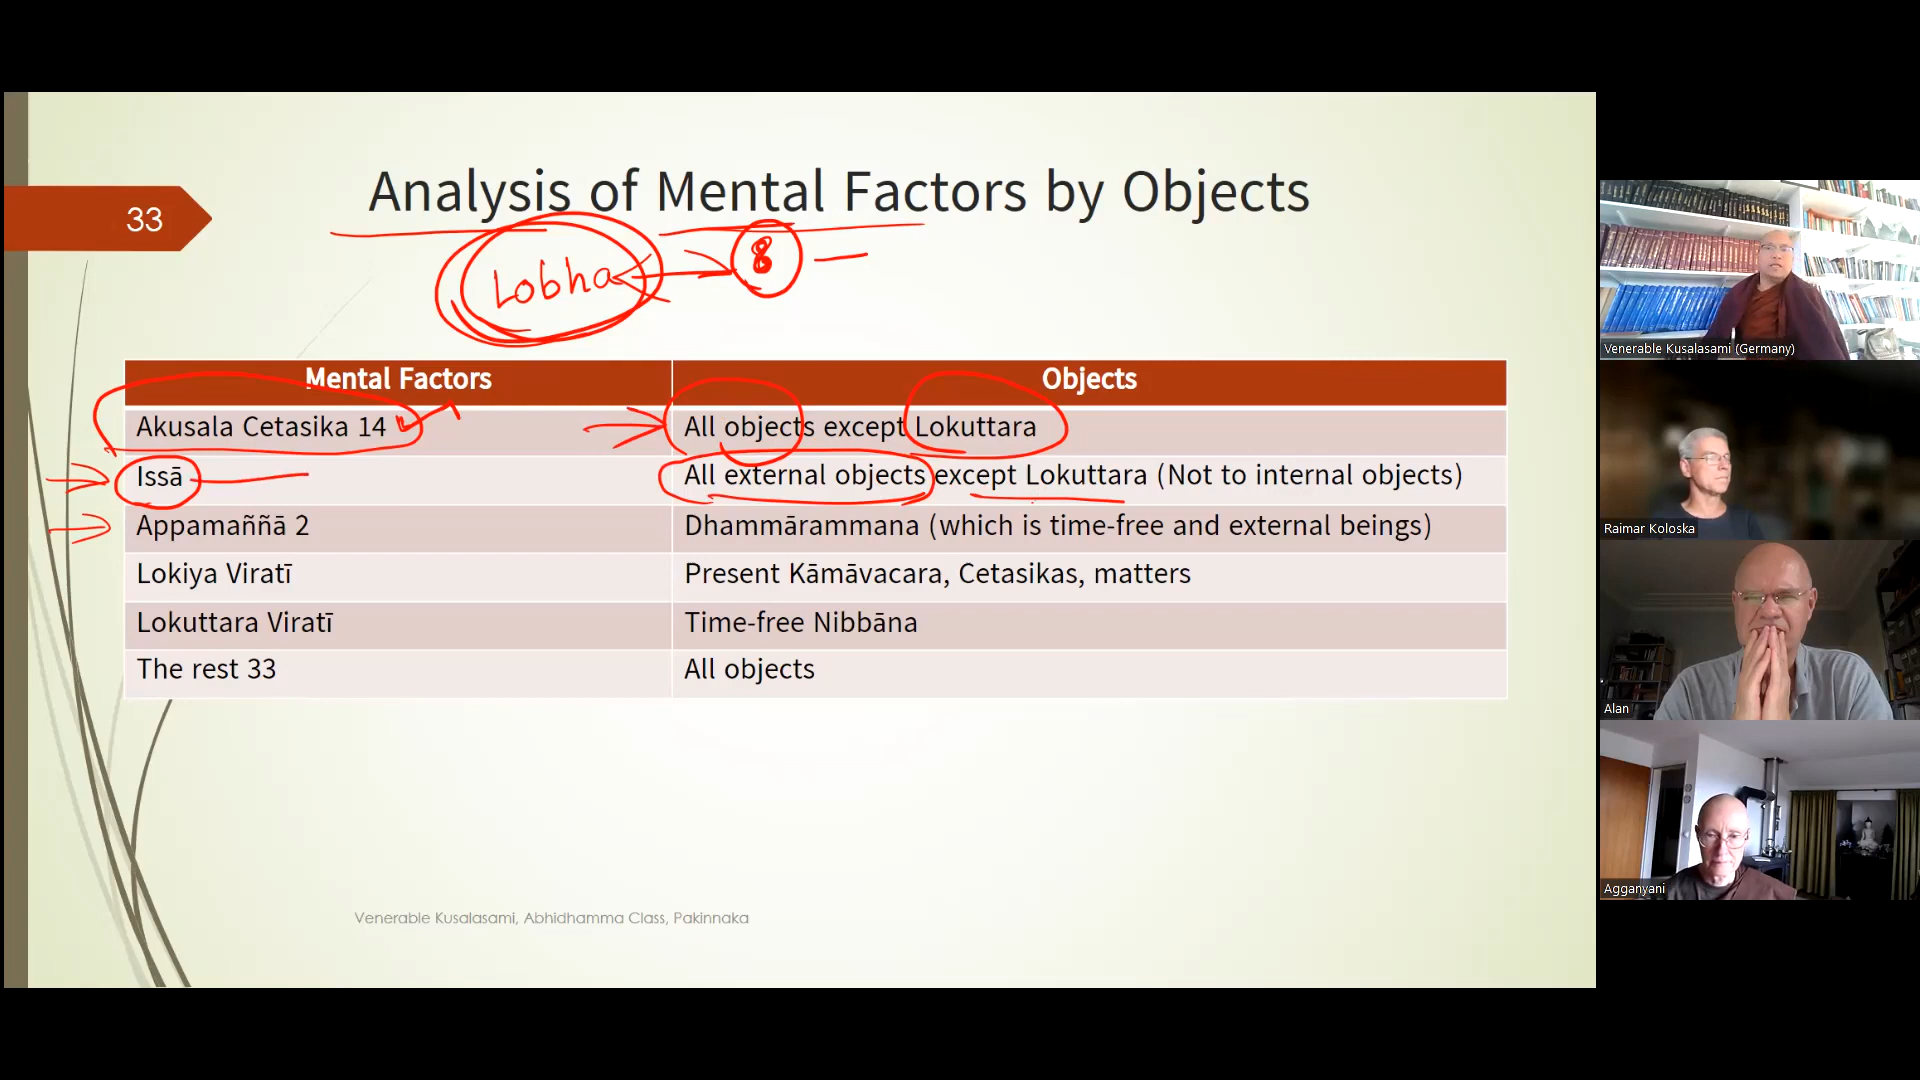 33
Analysis of Mental Factors by Objects
Lobha 8
Mental Factors Objects
Akusala Cetasika 14 All objects except Lokuttara
Issā All external objects except Lokuttara (Not to internal objects)
Appamaññā 2 Dhammārammana (which is time-free and external beings)
Lokiya Viratī Present Kāmāvacara, Cetasikas, matters
Lokuttara Viratī Time-free Nibbāna
The rest 33 All objects
Venerable Kusalasami, Abhidhamma Class, Pakinnaka
Venerable Kusalasami (Germany)
Raimar Koloska
Alan
Agganyani